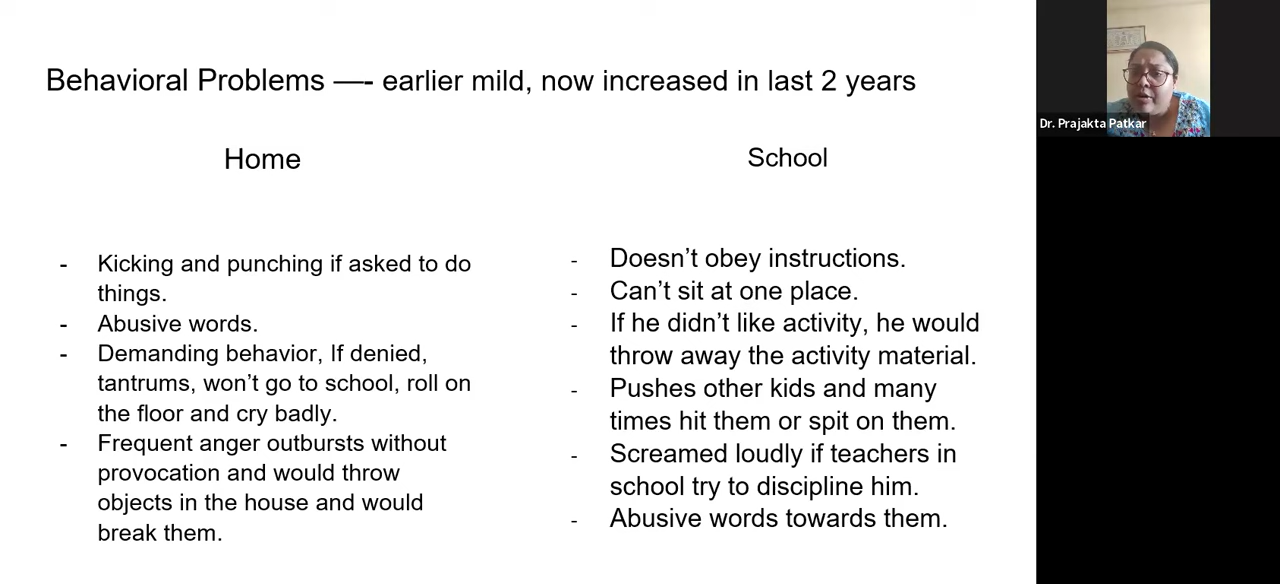 Behavioral Problems —-- earlier mild, now increased in last 2 years
Home
- Kicking and punching if asked to do
things.
- Abusive words.
- Demanding behavior, If denied,
tantrums, won’t go to school, roll on
the floor and cry badly.
- Frequent anger outbursts without
provocation and would throw
objects in the house and would
break them.
School
- Doesn’t obey instructions.
- Can’t sit at one place.
- If he didn’t like activity, he would
throw away the activity material.
- Pushes other kids and many
times hit them or spit on them.
- Screamed loudly if teachers in
school try to discipline him.
- Abusive words towards them.
Dr. Prajakta Patkar